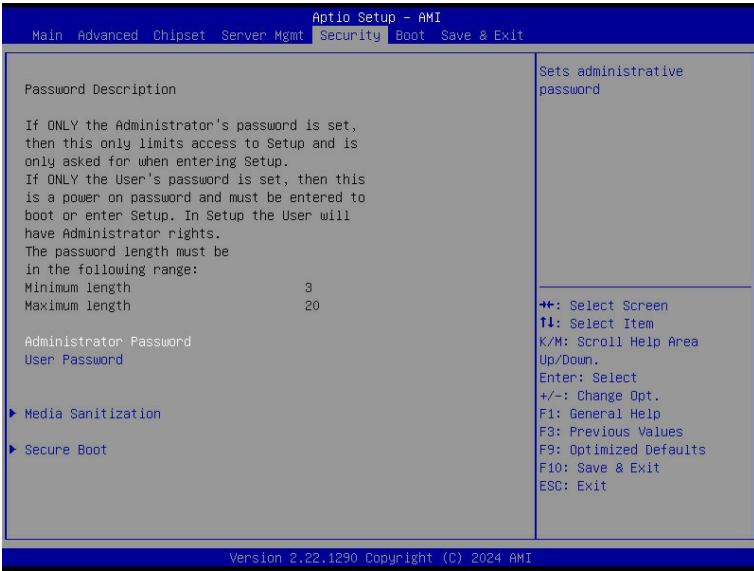 Aptio Setup - AMI
Main Advanced Chipset Server Mgmt Security Boot Save & Exit
Password Description
If ONLY the Administrator's password is set,
then this only limits access to Setup and is
only asked for when entering Setup.
If ONLY the User's password is set, then this
is a power on password and must be entered to
boot or enter Setup. In Setup the User will
have Administrator rights.
The password length must be
in the following range:
Minimum length 3
Maximum length 20
Administrator Password
User Password
Media Sanitization
Secure Boot
Sets administrative
password
→←: Select Screen
↑↓: Select Item
K/M: Scroll Help Area
Up/Down.
Enter: Select
+/-: Change Opt.
F1: General Help
F3: Previous Values
F9: Optimized Defaults
F10: Save & Exit
ESC: Exit
Version 2.22.1290 Copyright (C) 2024 AMI